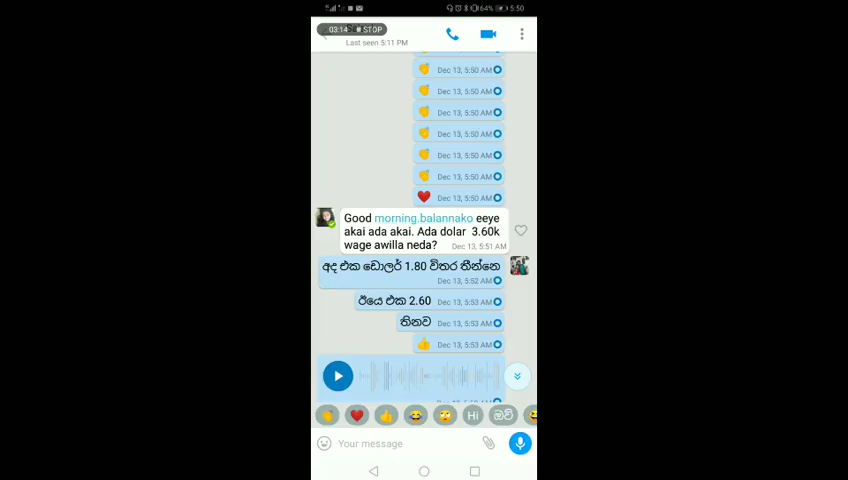 64% 5:50
03:14 STOP
Last seen 5:11 PM
Dec 13, 5:50 AM
Dec 13, 5:50 AM
Dec 13, 5:50 AM
Dec 13, 5:50 AM
Dec 13, 5:50 AM
Dec 13, 5:50 AM
Dec 13, 5:50 AM
Good morning.balannako eeye
akai ada akai. Ada dolar 3.60k
wage awilla neda? Dec 13, 5:51 AM
අද එක ඩොලර් 1.80 විතර තීන්නෙ
Dec 13, 5:52 AM
ඊයෙ එක 2.60 Dec 13, 5:53 AM
තිනව Dec 13, 5:53 AM
Dec 13, 5:53 AM
Hi ඔව්
Your message